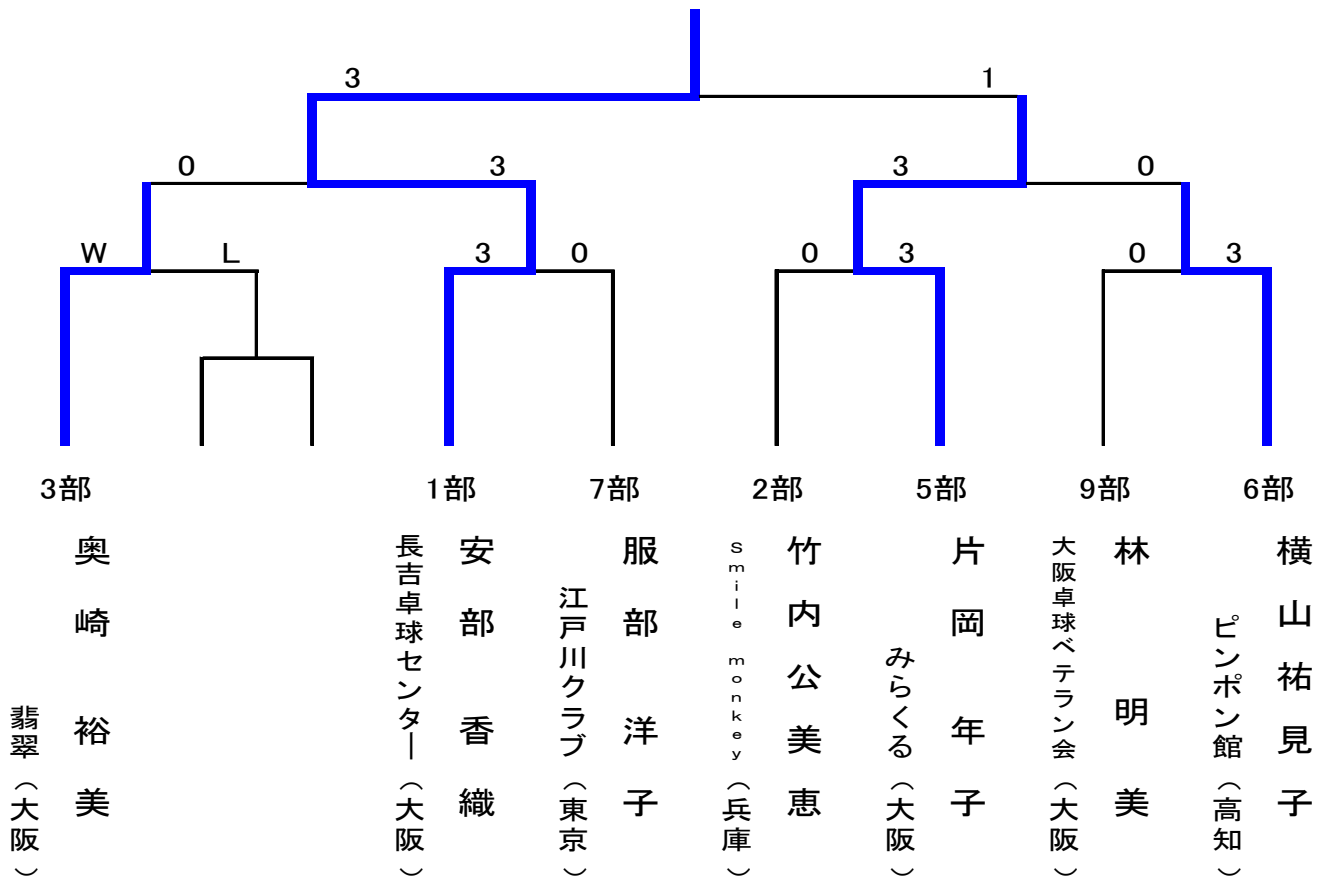 3 1
0 3 3 0
W L 3 0 0 3 0 3
3部 1部 7部 2部 5部 9部 6部
奥崎 裕美
翡翠（大阪）
安部 香織
長吉卓球センター（大阪）
服部 洋子
江戸川クラブ（東京）
竹内公美恵
Smile monkey（兵庫）
片岡 年子
みらくる（大阪）
林 明美
大阪卓球ベテラン会（大阪）
横山祐見子
ピンポン館（高知）